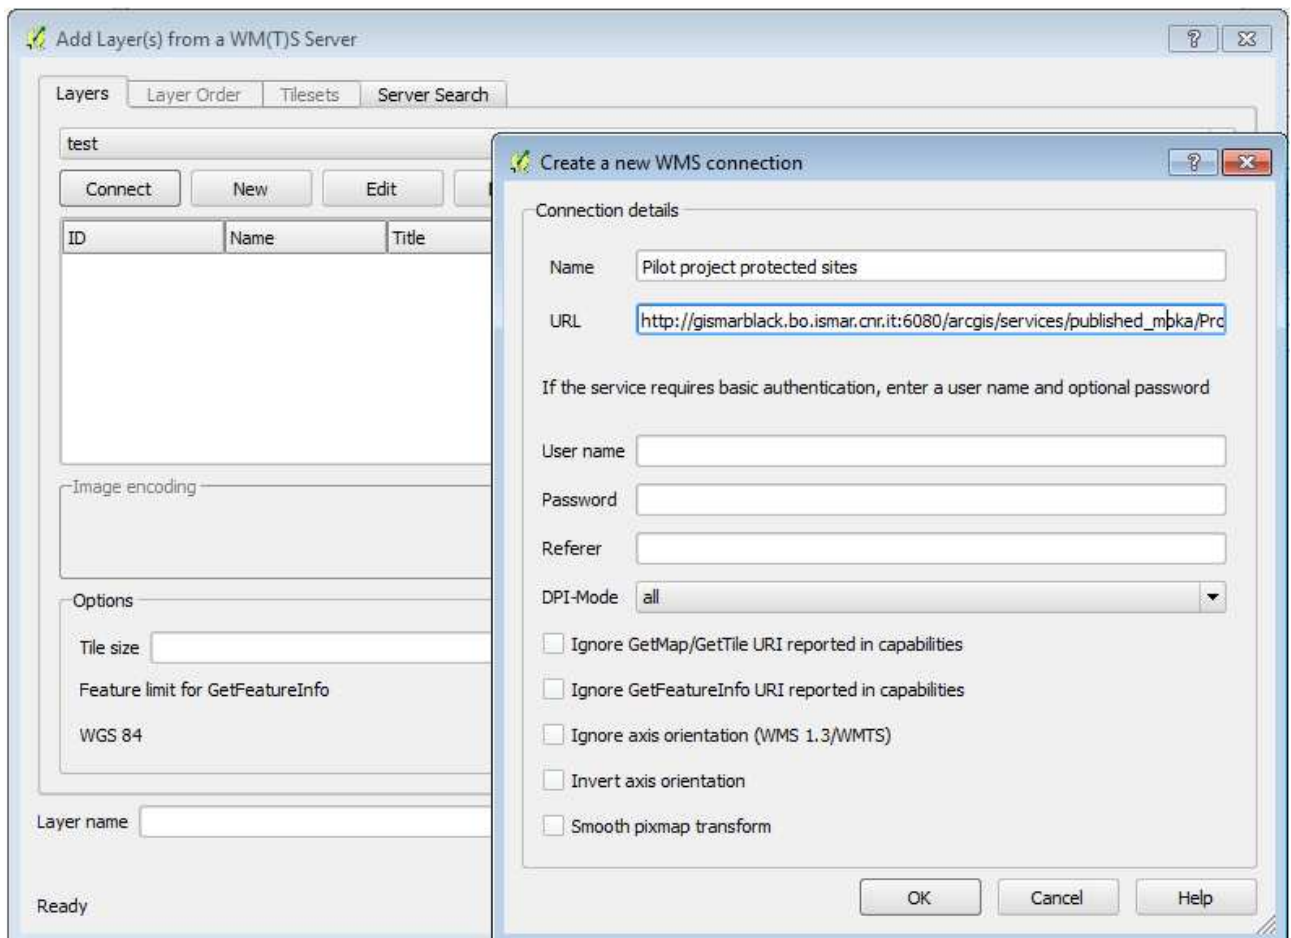 Add Layer(s) from a WM(T)S Server
Layers
Layer Order
Tilesets
Server Search
test
Connect
New
Edit
ID
Name
Title
Image encoding
Options
Tile size
Feature limit for GetFeatureInfo
WGS 84
Layer name
Ready
Create a new WMS connection
Connection details
Name
Pilot project protected sites
URL
http://gismarblack.bo.ismar.cnr.it:6080/arcgis/services/published_moka/Pro
If the service requires basic authentication, enter a user name and optional password
User name
Password
Referer
DPI-Mode
all
Ignore GetMap/GetTile URI reported in capabilities
Ignore GetFeatureInfo URI reported in capabilities
Ignore axis orientation (WMS 1.3/WMTS)
Invert axis orientation
Smooth pixmap transform
OK
Cancel
Help